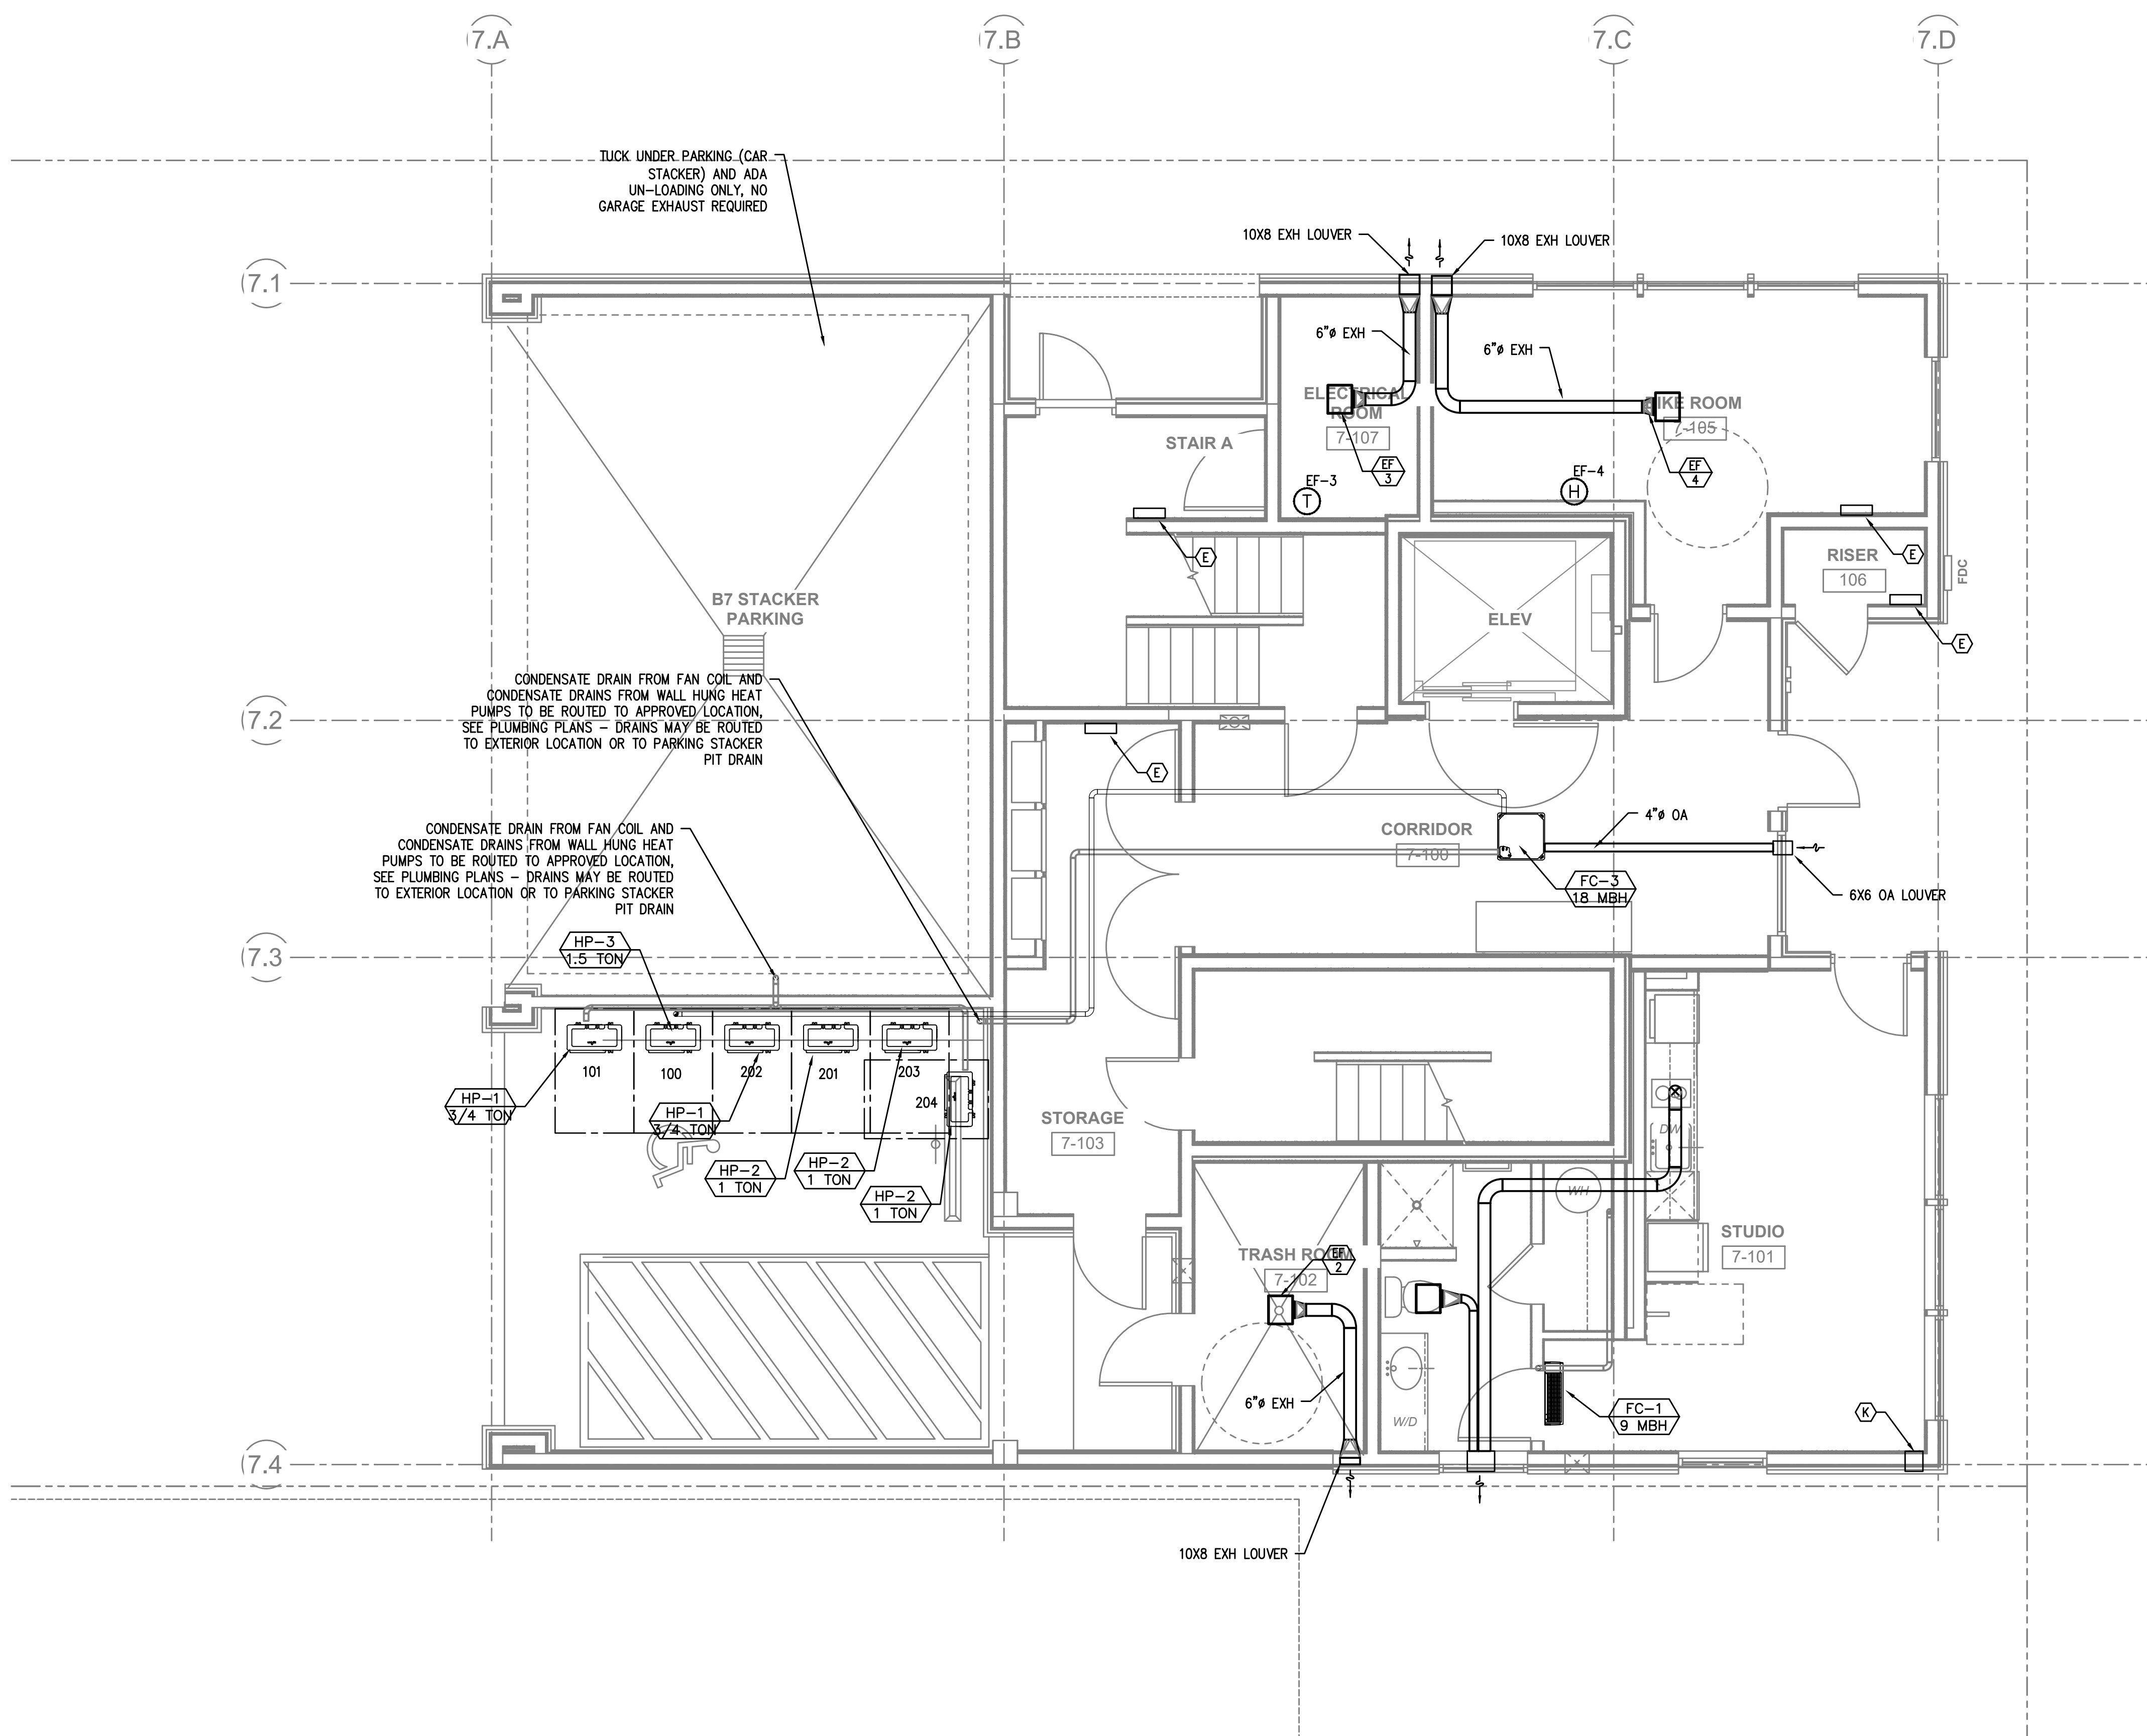 7.A
7.B
7.C
7.D
TUCK UNDER PARKING (CAR
STACKER) AND ADA
UN-LOADING ONLY, NO
GARAGE EXHAUST REQUIRED
10X8 EXH LOUVER
10X8 EXH LOUVER
7.1
6"ø EXH
6"ø EXH
ELECTRICAL
ROOM
7-107
IKE ROOM
7-105
STAIR A
EF
3
EF
4
EF-3
T
EF-4
H
E
E
RISER
106
FDC
B7 STACKER
PARKING
ELEV
E
CONDENSATE DRAIN FROM FAN COIL AND
CONDENSATE DRAINS FROM WALL HUNG HEAT
PUMPS TO BE ROUTED TO APPROVED LOCATION,
SEE PLUMBING PLANS – DRAINS MAY BE ROUTED
TO EXTERIOR LOCATION OR TO PARKING STACKER
PIT DRAIN
7.2
E
CONDENSATE DRAIN FROM FAN COIL AND
CONDENSATE DRAINS FROM WALL HUNG HEAT
PUMPS TO BE ROUTED TO APPROVED LOCATION,
SEE PLUMBING PLANS – DRAINS MAY BE ROUTED
TO EXTERIOR LOCATION OR TO PARKING STACKER
PIT DRAIN
CORRIDOR
7-100
4"ø OA
FC-3
18 MBH
6X6 OA LOUVER
7.3
HP-3
1.5 TON
101
100
202
201
203
204
HP-1
3/4 TON
HP-1
3/4 TON
HP-2
1 TON
HP-2
1 TON
HP-2
1 TON
STORAGE
7-103
DW
WH
STUDIO
7-101
TRASH ROOM
7-102
EF
2
6"ø EXH
W/D
FC-1
9 MBH
K
7.4
10X8 EXH LOUVER